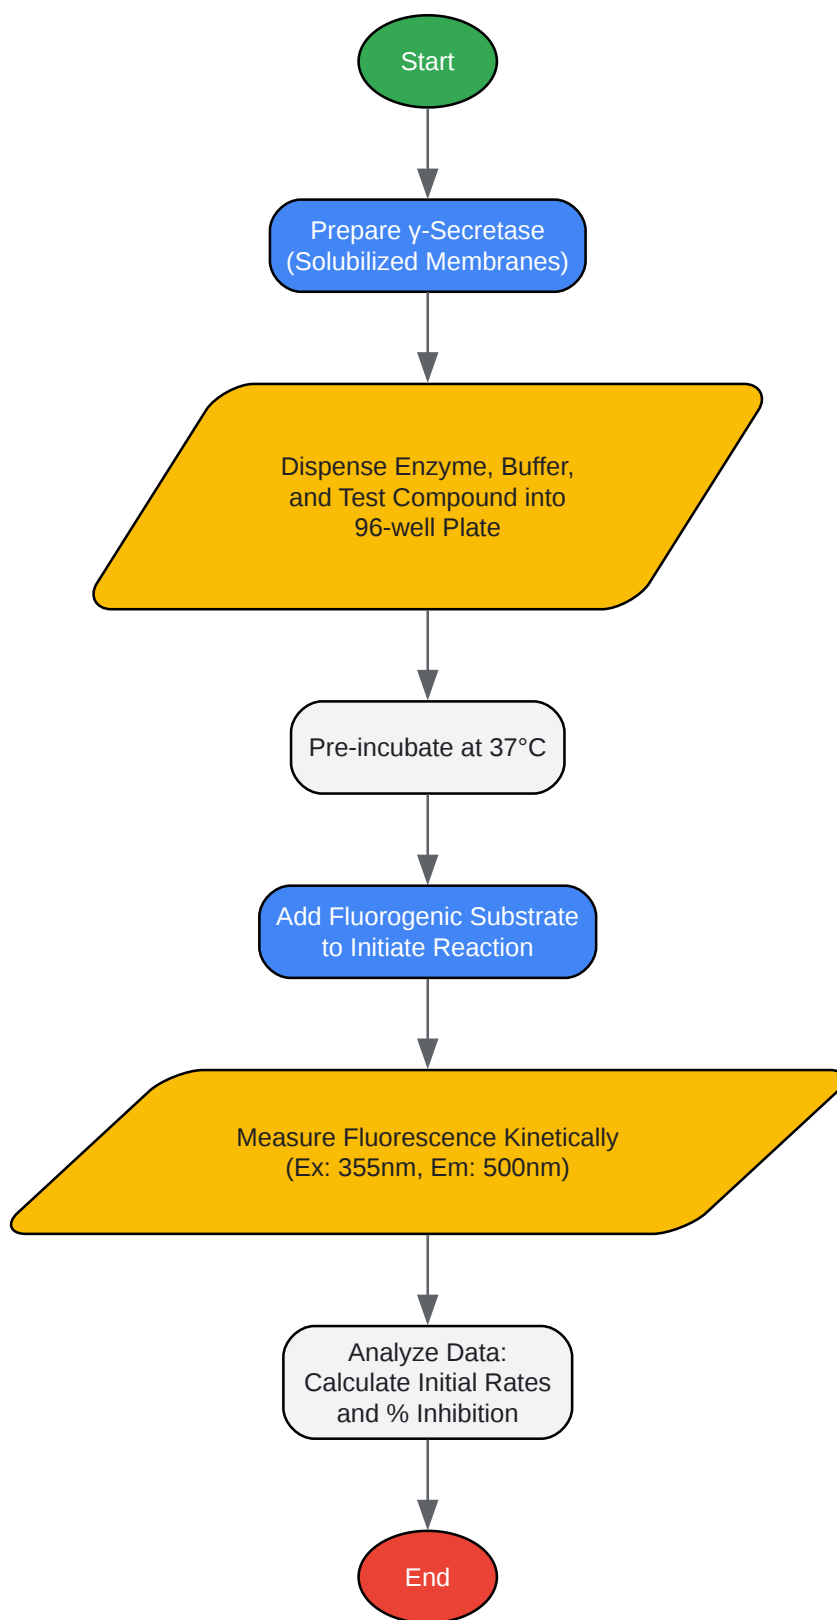 Start
Prepare γ-Secretase
(Solubilized Membranes)
Dispense Enzyme, Buffer,
and Test Compound into
96-well Plate
Pre-incubate at 37°C
Add Fluorogenic Substrate
to Initiate Reaction
Measure Fluorescence Kinetically
(Ex: 355nm, Em: 500nm)
Analyze Data:
Calculate Initial Rates
and % Inhibition
End